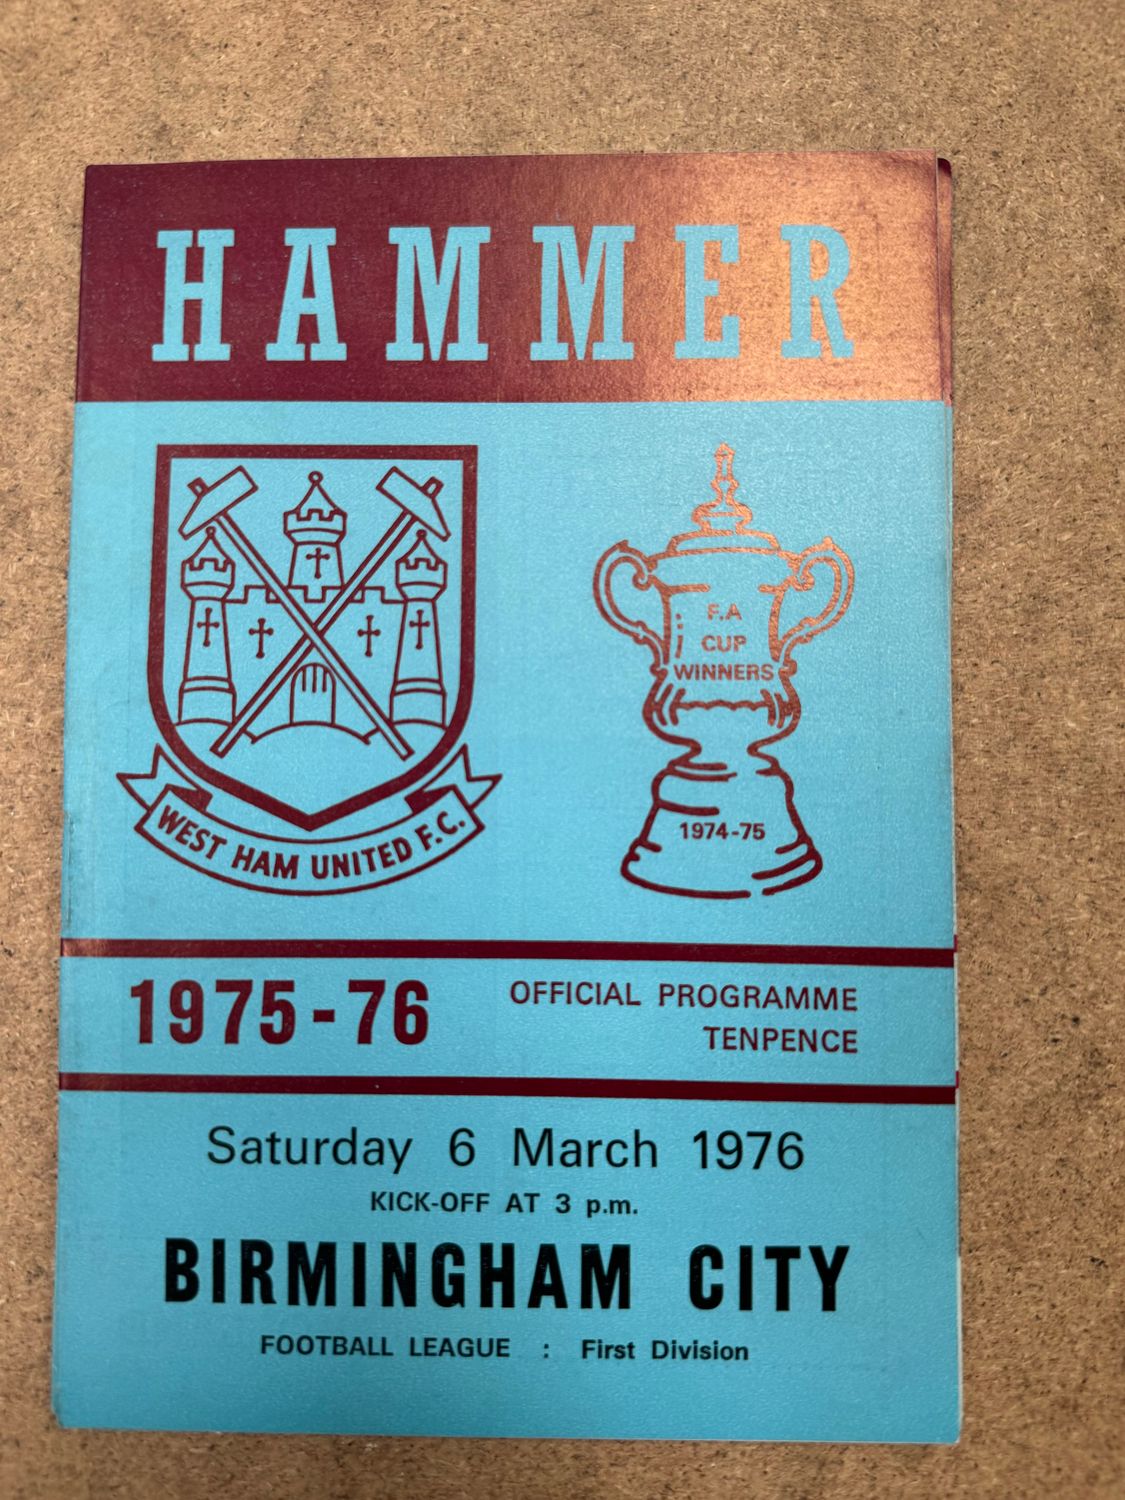 HAMMER
F.A
CUP
WINNERS
1974-75
WEST HAM UNITED F.C.
1975-76
OFFICIAL PROGRAMME
TENPENCE
Saturday 6 March 1976
KICK-OFF AT 3 p.m.
BIRMINGHAM CITY
FOOTBALL LEAGUE : First Division